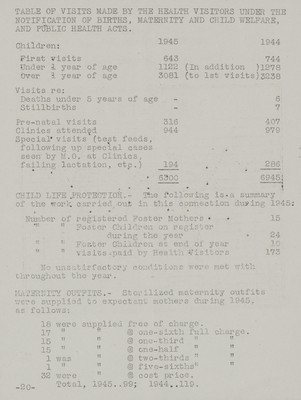 TABLE OF VISITS MADE BY THE HEALTH VISITORS UNDER THE
NOTIFICATION OF BIRTHS, MATERNITY AND CHILD WELFARE,
AND PUBLIC HEALTH ACTS.
Children: 1945 1944
First visits 643 744
Under ½ year of age 1122 (In addition )1278
Over ½ year of age 3081 (to 1st visits)3238
Visits re:
Deaths under 5 years of age - 6
Stillbirths - 7
Pre-natal visits 316 407
Clinics attended 944 979
Special visits (test feeds,
following up special cases
seen by M.O. at Clinics,
failing lactation, etc.) 194 286
6300 6945
CHILD LIFE PROTECTION.- The following is a summary
of the work carried out in this connection during 1945:
Number of registered Foster Mothers 15
" " Foster Children on register
during the year 24
" " Foster Children at end of year
" " visits paid by Health Visitors 173
No unsatisfactory conditions were met with
throughout the year.
MATERNITY OUTFITS.- Sterilised maternity outfits
were supplied to expectant mothers during 1945,
as follows:
18 were supplied free of charge.
17 " " @ one-sixth full charge.
15 " " @ one-third " "
15 " " @ one-half " "
1 was " @ two-thirds " "
1 " " @ five-sixths" "
32 were " @ cost price.
Total, 1945..99; 1944..119.
-20-